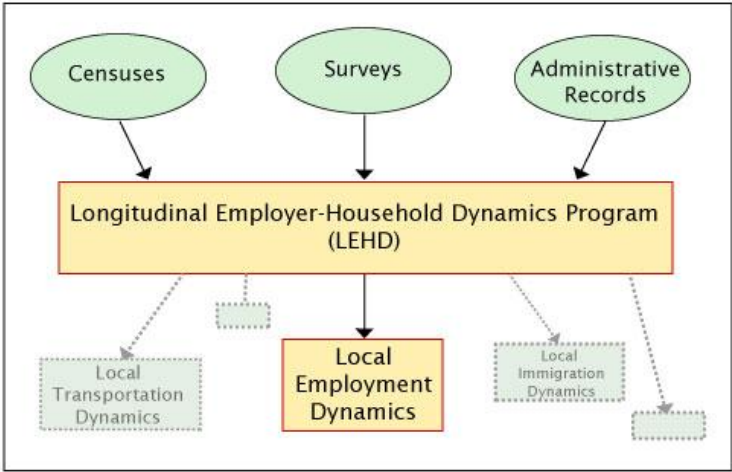 Censuses
Surveys
Administrative
Records
Longitudinal Employer-Household Dynamics Program
(LEHD)
Local
Transportation
Dynamics
Local
Employment
Dynamics
Local
Immigration
Dynamics